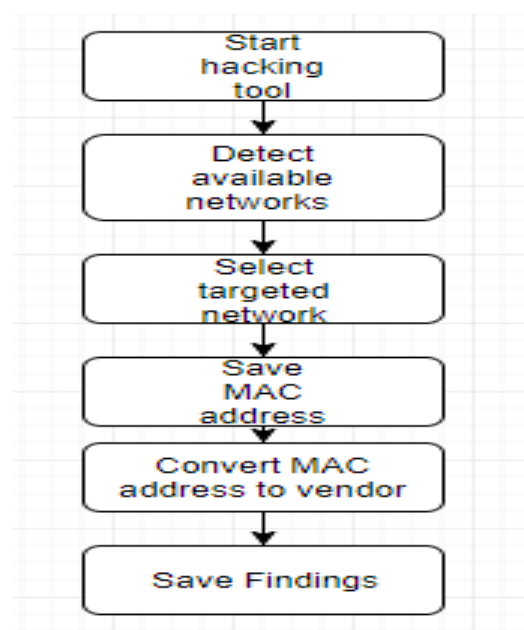 Start
hacking
tool
Detect
available
networks
Select
targeted
network
Save
MAC
address
Convert MAC
address to vendor
Save Findings